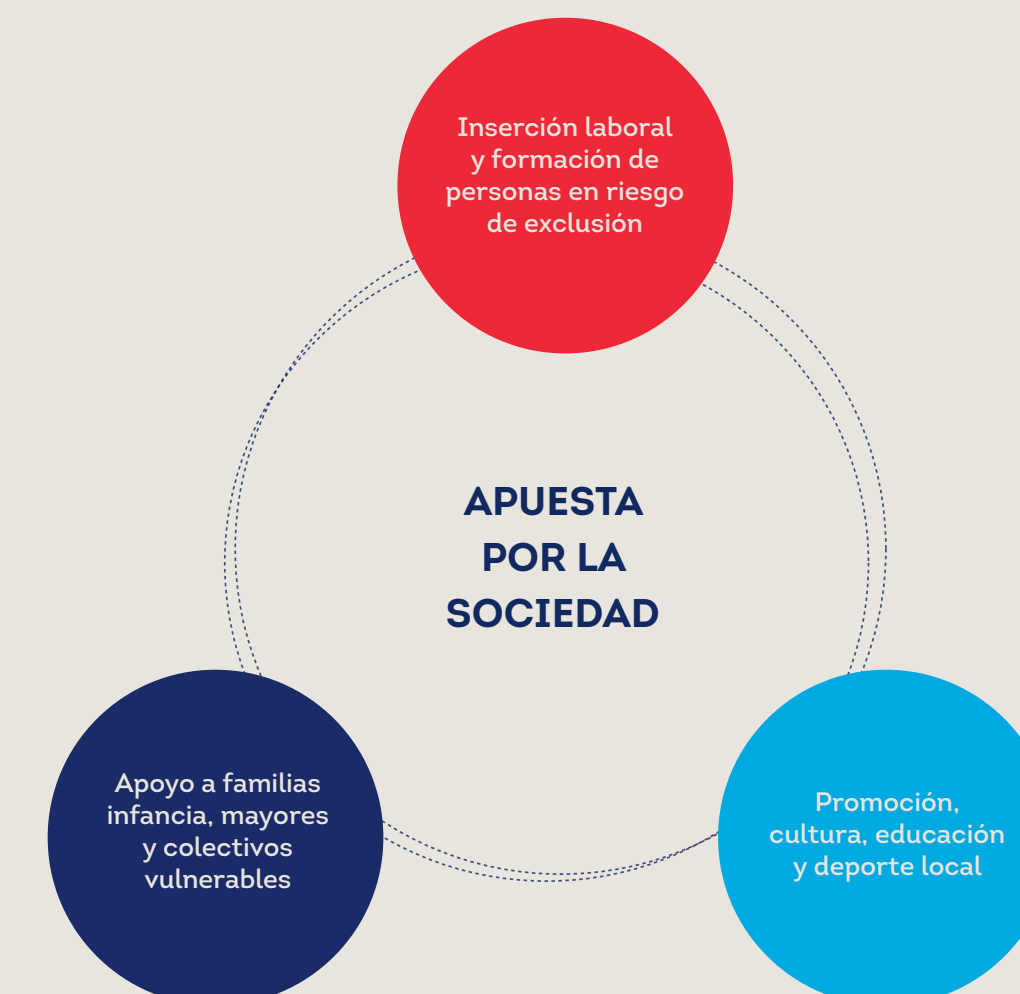 Inserción laboral
y formación de
personas en riesgo
de exclusión
APUESTA
POR LA
SOCIEDAD
Apoyo a familias
infancia, mayores
y colectivos
vulnerables
Promoción,
cultura, educación
y deporte local